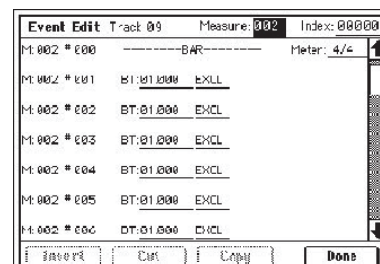 Event Edit Track 09 Measure: 002 Index: 00000
M: 002 # 000 --------BAR-------- Meter: 4/4
M: 002 # 001 BT: 01.000 EXCL
M: 002 # 002 BT: 01.000 EXCL
M: 002 # 003 BT: 01.000 EXCL
M: 002 # 004 BT: 01.000 EXCL
M: 002 # 005 BT: 01.000 EXCL
M: 002 # 006 BT: 01.000 EXCL
Insert Cut Copy Done